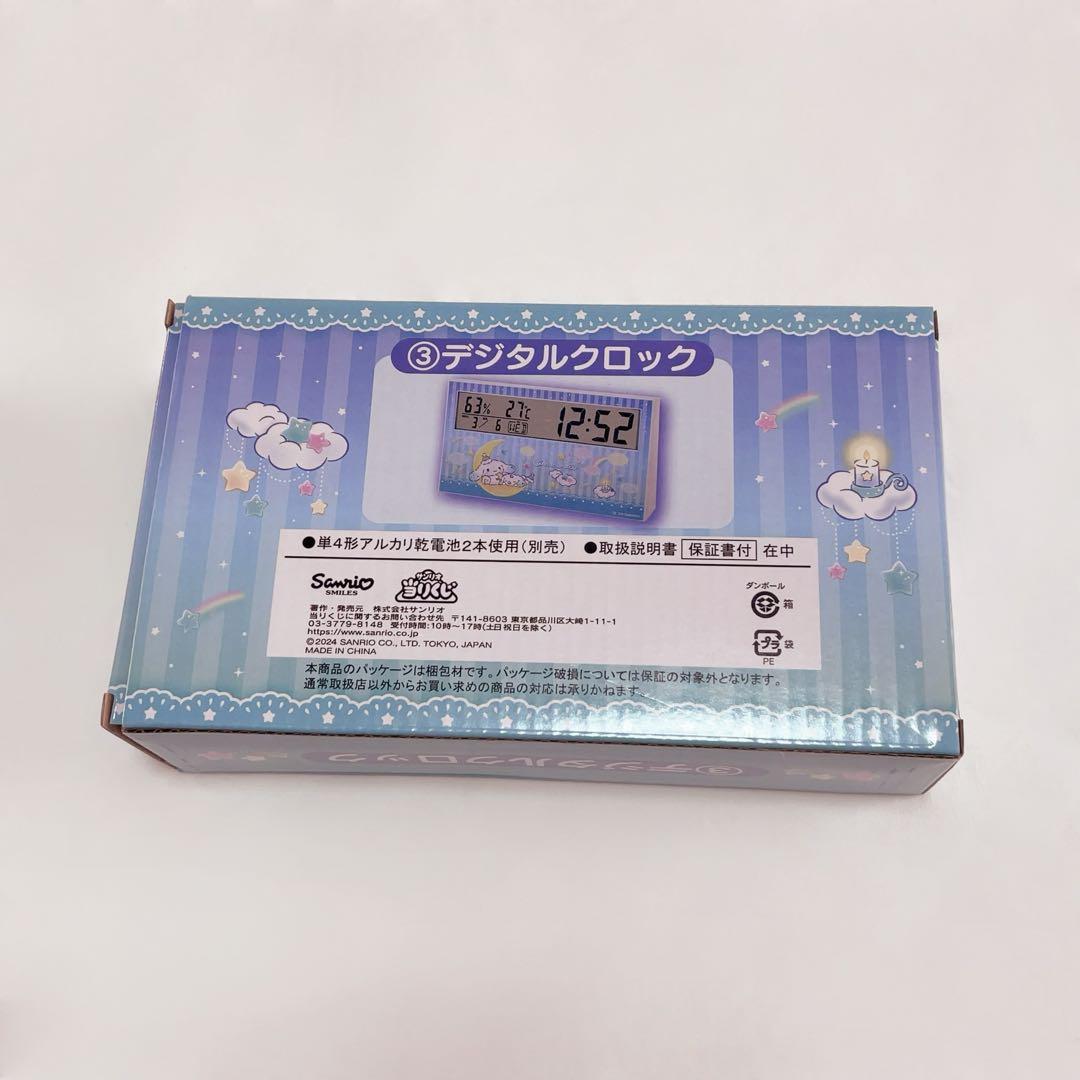 ③デジタルクロック
63% 27℃ 12:52
3 6 WED
●単4形アルカリ乾電池2本使用(別売) ●取扱説明書 保証書付 在中
Sanrio
SMILES
サンリオ
当りくじ
著作・発売元 株式会社サンリオ
当りくじに関するお問い合わせ先 〒141-8603 東京都品川区大崎1-11-1
03-3779-8148 受付時間:10時〜17時(土日祝日を除く)
https://www.sanrio.co.jp
©2024 SANRIO CO., LTD. TOKYO, JAPAN
MADE IN CHINA
ダンボール
箱
プラ 袋
PE
本商品のパッケージは梱包材です。パッケージ破損については保証の対象外となります。
通常取扱店以外からお買い求めの商品の対応は承りかねます。
③デジタルクロック